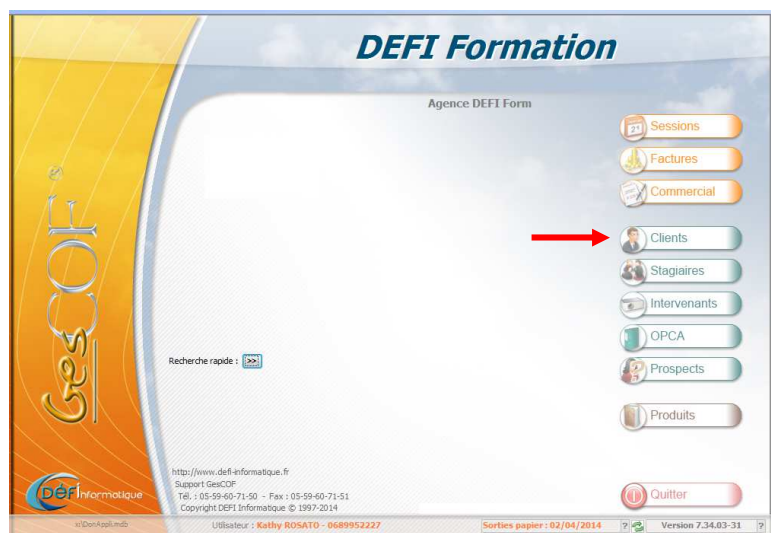 DEFI Formation
Agence DEFI Form
Sessions
Factures
Commercial
Clients
Stagiaires
Intervenants
OPCA
Prospects
Produits
Quitter
GesCOF
Recherche rapide : >>
http://www.defi-informatique.fr
Support GesCOF
Tél. : 05-59-60-71-50 - Fax : 05-59-60-71-51
Copyright DEFI Informatique © 1997-2014
DÉFInformatique
x:\DonAppli.mdb
Utilisateur : Kathy ROSATO - 0689952227
Sorties papier : 02/04/2014
?
Version 7.34.03-31
?